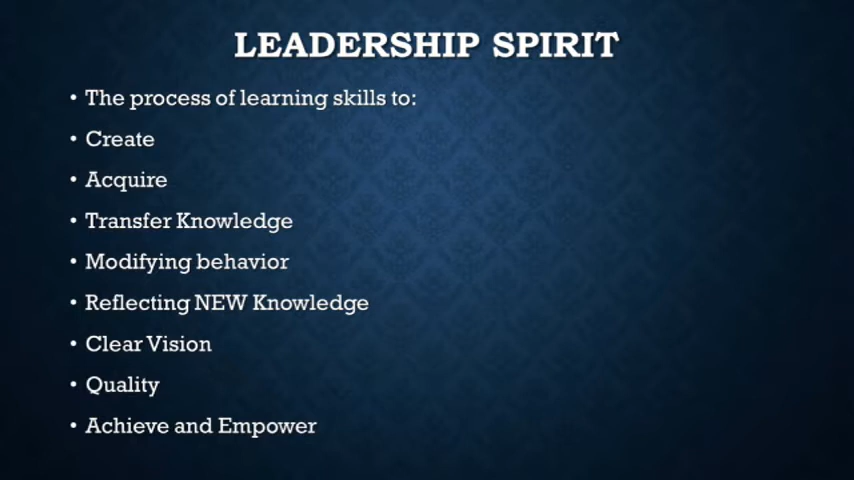 LEADERSHIP SPIRIT
• The process of learning skills to:
• Create
• Acquire
• Transfer Knowledge
• Modifying behavior
• Reflecting NEW Knowledge
• Clear Vision
• Quality
• Achieve and Empower